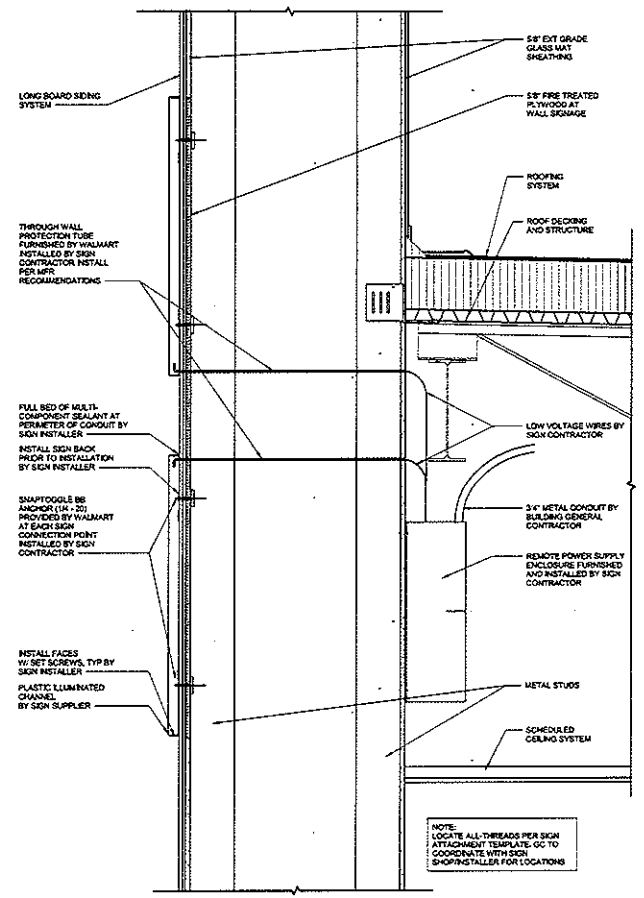 LONG BOARD SIDING
SYSTEM
THROUGH WALL
PROTECTION TUBE
FURNISHED BY WALMART
INSTALLED BY SIGN
CONTRACTOR INSTALL
PER MFR
RECOMMENDATIONS
FULL BED OF MULTI-
COMPONENT SEALANT AT
PERIMETER OF CONDUIT BY
SIGN INSTALLER
INSTALL SIGN BACK
PRIOR TO INSTALLATION
BY SIGN INSTALLER
SNAPTOGGLE BB
ANCHOR (1/4 - 20)
PROVIDED BY WALMART
AT EACH SIGN
CONNECTION POINT
INSTALLED BY SIGN
CONTRACTOR
INSTALL FACES
W/ SET SCREWS, TYP BY
SIGN INSTALLER
PLASTIC ILLUMINATED
CHANNEL
BY SIGN SUPPLIER
5/8" EXT GRADE
GLASS MAT
SHEATHING
5/8" FIRE TREATED
PLYWOOD AT
WALL SIGNAGE
ROOFING
SYSTEM
ROOF DECKING
AND STRUCTURE
LOW VOLTAGE WIRES BY
SIGN CONTRACTOR
3/4" METAL CONDUIT BY
BUILDING GENERAL
CONTRACTOR
REMOTE POWER SUPPLY
ENCLOSURE FURNISHED
AND INSTALLED BY SIGN
CONTRACTOR
METAL STUDS
SCHEDULED
CEILING SYSTEM
NOTE:
LOCATE ALL-THREADS PER SIGN
ATTACHMENT TEMPLATE. GC TO
COORDINATE WITH SIGN
SHOP/INSTALLER FOR LOCATIONS